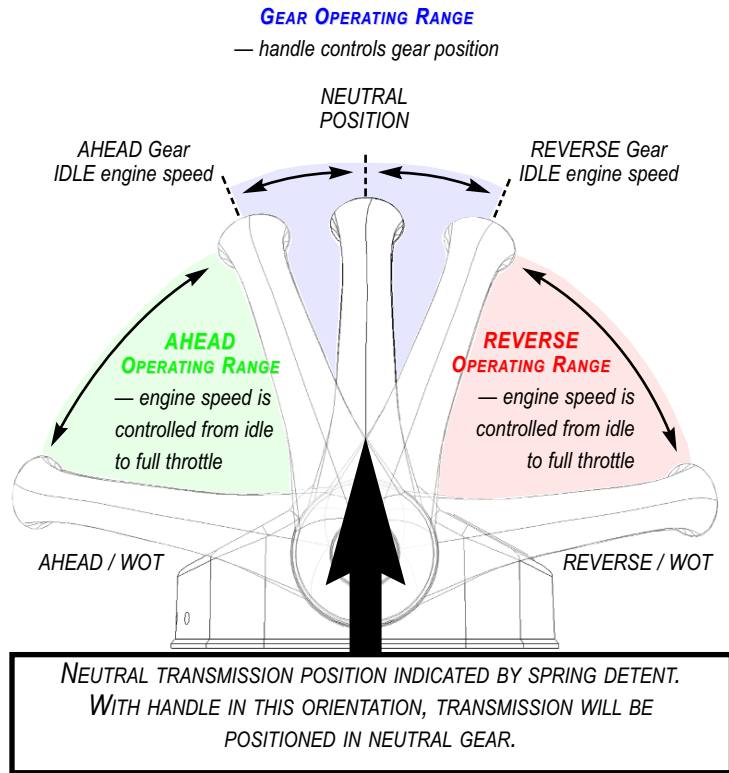 GEAR OPERATING RANGE
— handle controls gear position
NEUTRAL
POSITION
AHEAD Gear
IDLE engine speed
REVERSE Gear
IDLE engine speed
AHEAD
OPERATING RANGE
— engine speed is
controlled from idle
to full throttle
REVERSE
OPERATING RANGE
— engine speed is
controlled from idle
to full throttle
AHEAD / WOT
REVERSE / WOT
NEUTRAL TRANSMISSION POSITION INDICATED BY SPRING DETENT.
WITH HANDLE IN THIS ORIENTATION, TRANSMISSION WILL BE
POSITIONED IN NEUTRAL GEAR.